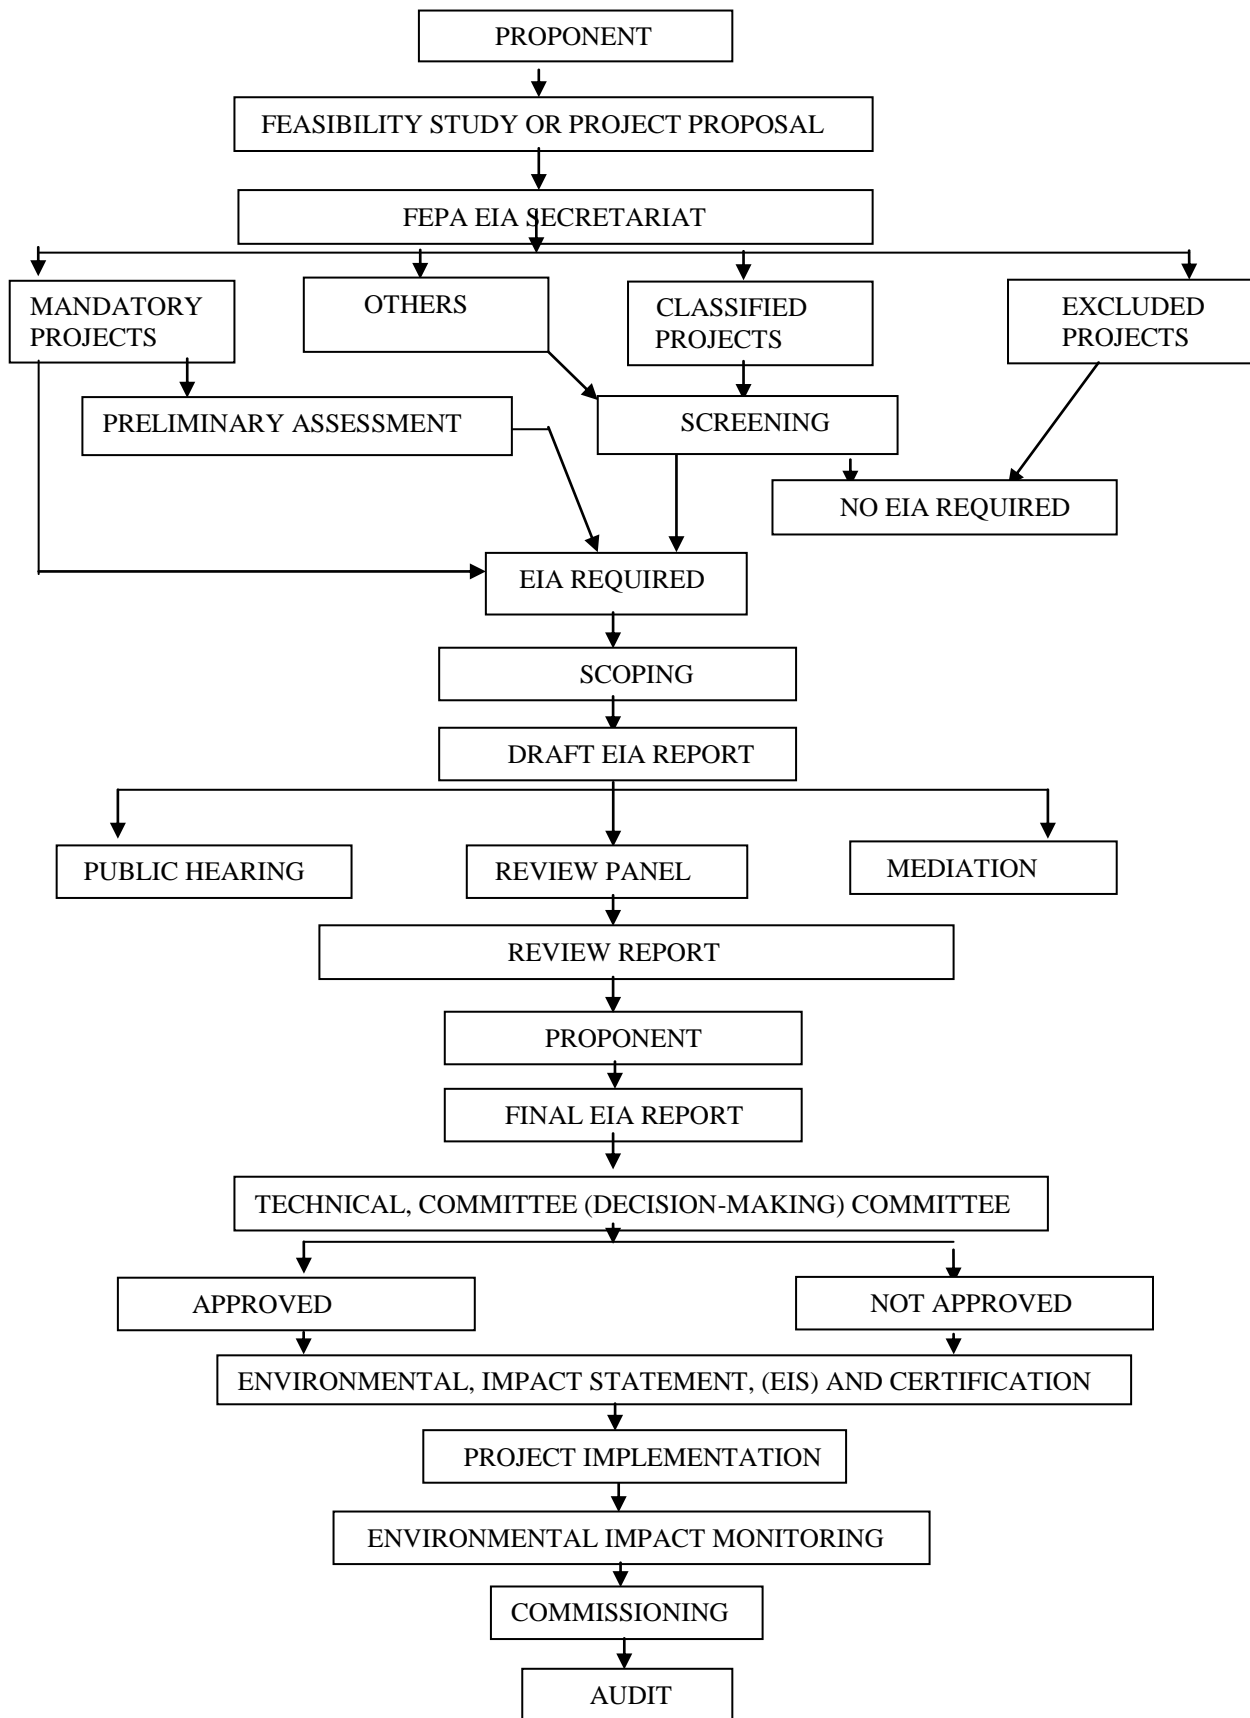 PROPONENT
FEASIBILITY STUDY OR PROJECT PROPOSAL
FEPA EIA SECRETARIAT
MANDATORY
PROJECTS
OTHERS
CLASSIFIED
PROJECTS
EXCLUDED
PROJECTS
PRELIMINARY ASSESSMENT
SCREENING
NO EIA REQUIRED
EIA REQUIRED
SCOPING
DRAFT EIA REPORT
PUBLIC HEARING
REVIEW PANEL
MEDIATION
REVIEW REPORT
PROPONENT
FINAL EIA REPORT
TECHNICAL, COMMITTEE (DECISION-MAKING) COMMITTEE
APPROVED
NOT APPROVED
ENVIRONMENTAL, IMPACT STATEMENT, (EIS) AND CERTIFICATION
PROJECT IMPLEMENTATION
ENVIRONMENTAL IMPACT MONITORING
COMMISSIONING
AUDIT